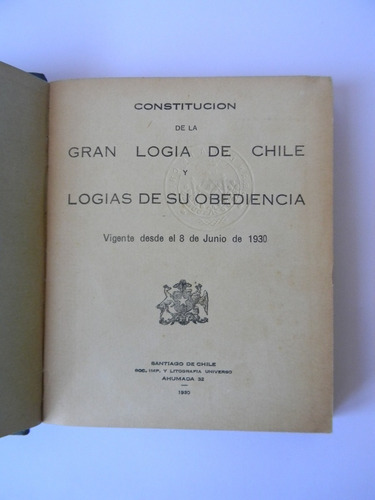 CONSTITUCION
DE LA
GRAN LOGIA DE CHILE
Y
LOGIAS DE SU OBEDIENCIA
Vigente desde el 8 de Junio de 1930
SANTIAGO DE CHILE
SOC. IMP. Y LITOGRAFIA UNIVERSO
AHUMADA 32
1930